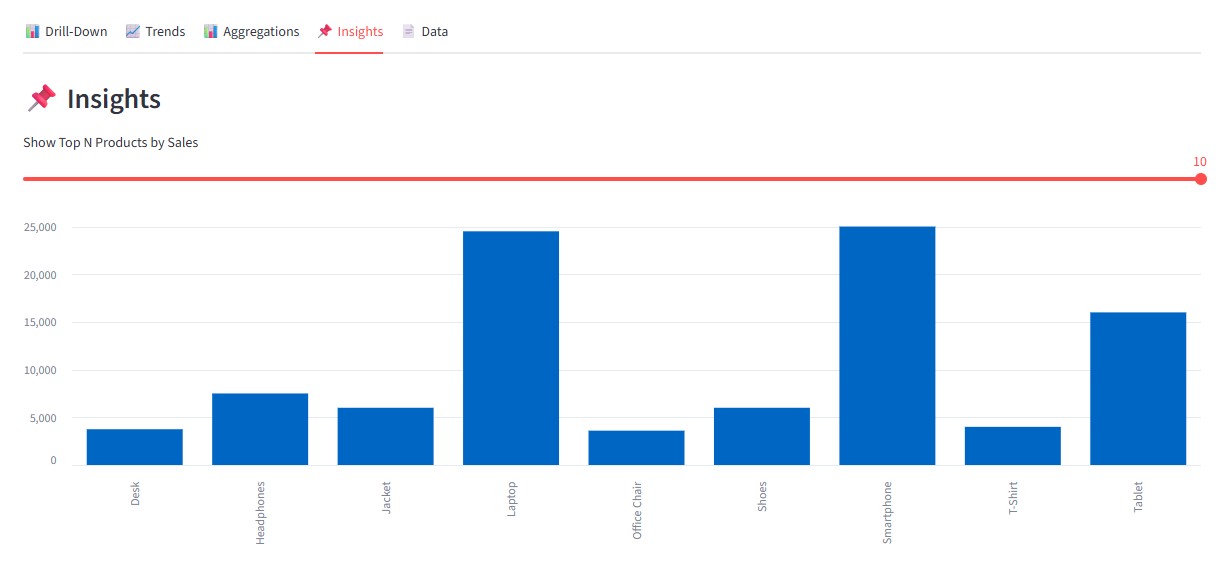 Drill-Down Trends Aggregations Insights Data
Insights
Show Top N Products by Sales
10
25,000
20,000
15,000
10,000
5,000
0
Desk Headphones Jacket Laptop Office Chair Shoes Smartphone T-Shirt Tablet